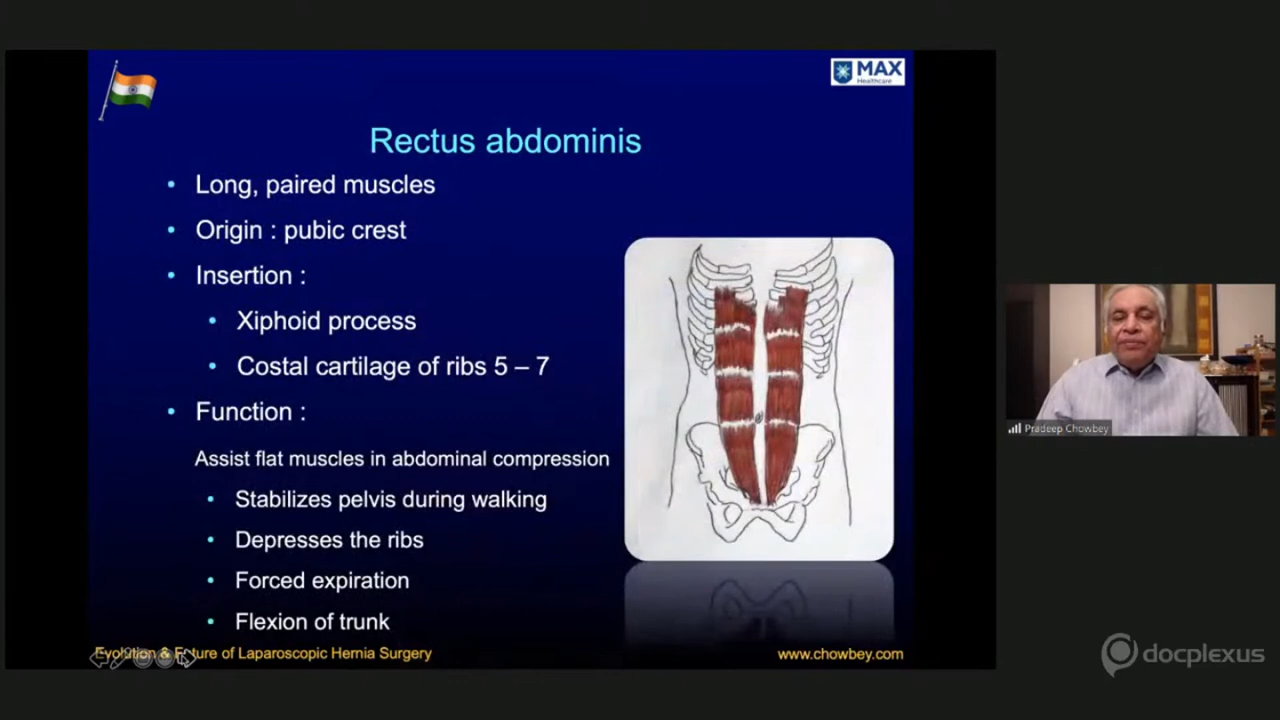 MAX
Healthcare
Rectus abdominis
• Long, paired muscles
• Origin : pubic crest
• Insertion :
• Xiphoid process
• Costal cartilage of ribs 5 – 7
• Function :
Assist flat muscles in abdominal compression
• Stabilizes pelvis during walking
• Depresses the ribs
• Forced expiration
• Flexion of trunk
Evolution & Future of Laparoscopic Hernia Surgery
www.chowbey.com
Pradeep Chowbey
docplexus